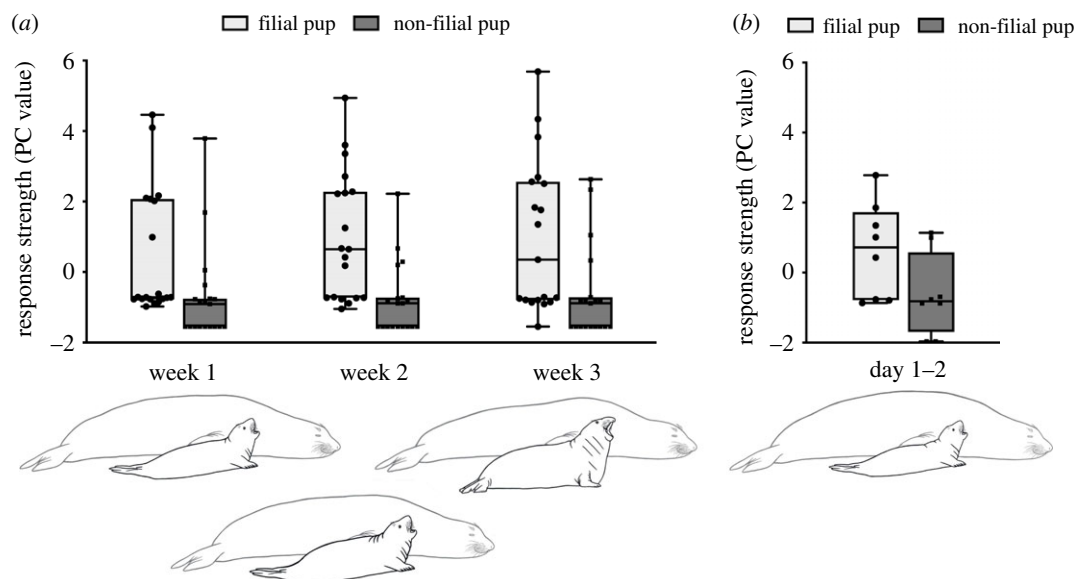 (a)
filial pup non-filial pup
response strength (PC value)
6
4
2
0
–2
week 1 week 2 week 3
(b)
filial pup non-filial pup
response strength (PC value)
6
4
2
0
–2
day 1–2